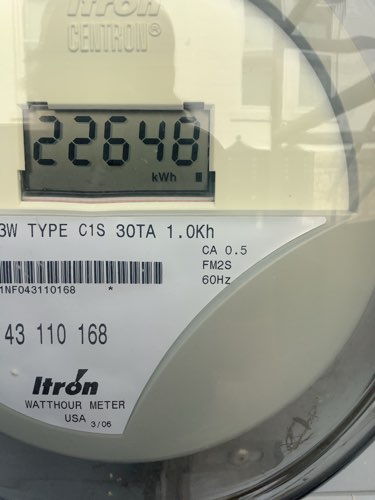 Itron
CENTRON®
22648
kWh
3W TYPE C1S 30TA 1.0Kh
CA 0.5
FM2S
60Hz
1NF043110168 *
43 110 168
Itron
WATTHOUR METER
USA 3/06